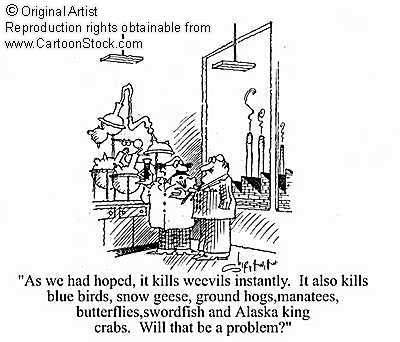 © Original Artist
Reproduction rights obtainable from
www.CartoonStock.com
GRINN
"As we had hoped, it kills weevils instantly.  It also kills
blue birds, snow geese, ground hogs,manatees,
butterflies,swordfish and Alaska king
crabs.  Will that be a problem?"